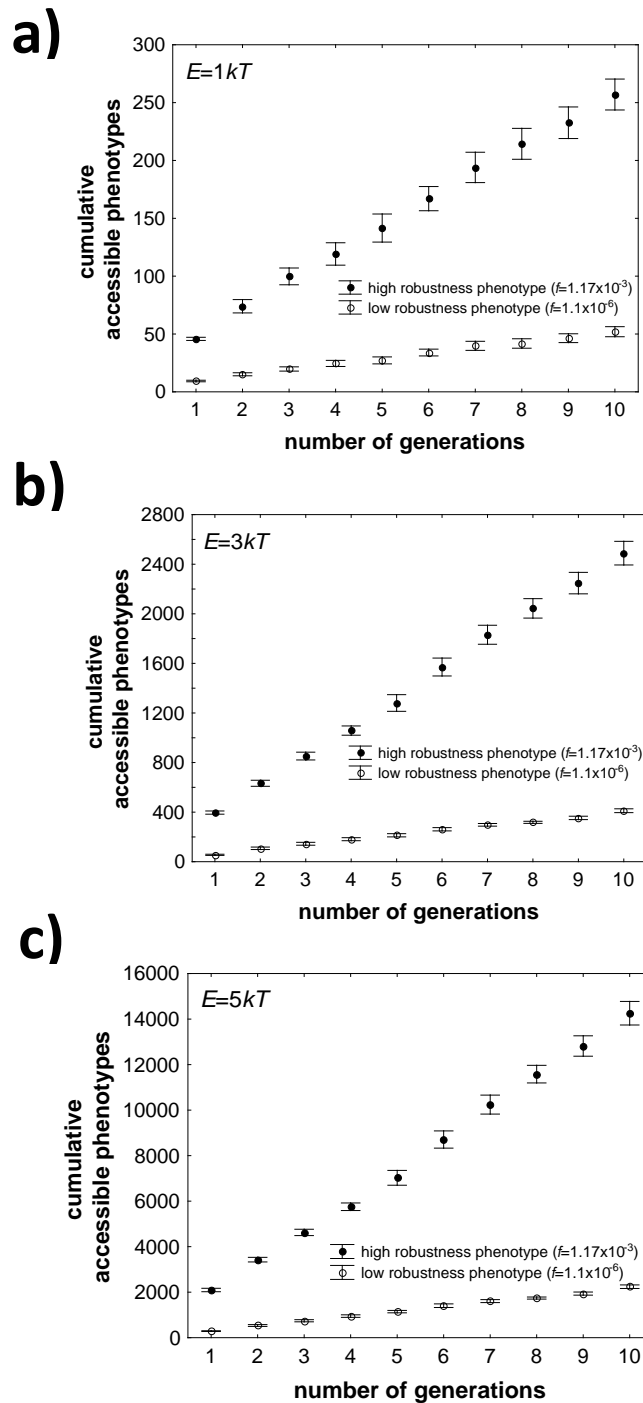 a)
E=1kT
300
250
200
150
100
50
0
cumulative
accessible phenotypes
high robustness phenotype (f=1.17x10⁻³)
low robustness phenotype (f=1.1x10⁻⁶)
1 2 3 4 5 6 7 8 9 10
number of generations
b)
E=3kT
2800
2400
2000
1600
1200
800
400
0
cumulative
accessible phenotypes
high robustness phenotype (f=1.17x10⁻³)
low robustness phenotype (f=1.1x10⁻⁶)
1 2 3 4 5 6 7 8 9 10
number of generations
c)
E=5kT
16000
14000
12000
10000
8000
6000
4000
2000
0
cumulative
accessible phenotypes
high robustness phenotype (f=1.17x10⁻³)
low robustness phenotype (f=1.1x10⁻⁶)
1 2 3 4 5 6 7 8 9 10
number of generations